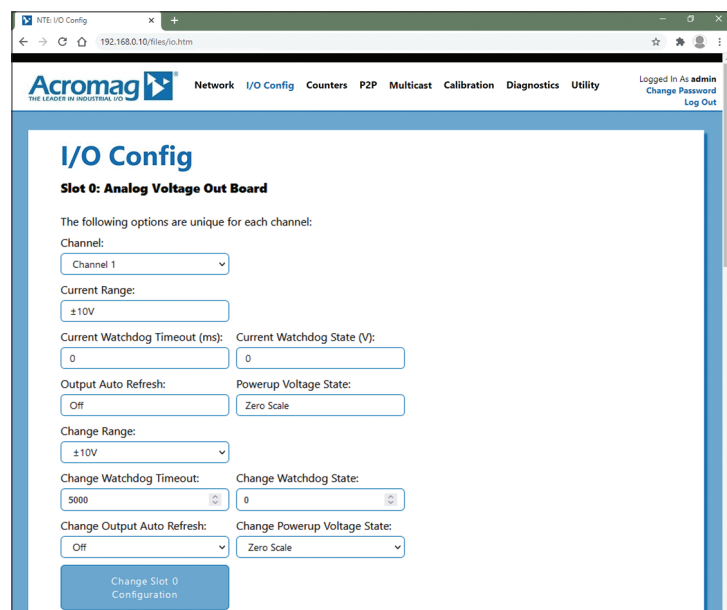 NTE: I/O Config
192.168.0.10/files/io.htm
Acromag
THE LEADER IN INDUSTRIAL I/O
Network I/O Config Counters P2P Multicast Calibration Diagnostics Utility
Logged In As admin
Change Password
Log Out
I/O Config
Slot 0: Analog Voltage Out Board
The following options are unique for each channel:
Channel:
Channel 1
Current Range:
±10V
Current Watchdog Timeout (ms): Current Watchdog State (V):
0 0
Output Auto Refresh: Powerup Voltage State:
Off Zero Scale
Change Range:
±10V
Change Watchdog Timeout: Change Watchdog State:
5000 0
Change Output Auto Refresh: Change Powerup Voltage State:
Off Zero Scale
Change Slot 0
Configuration